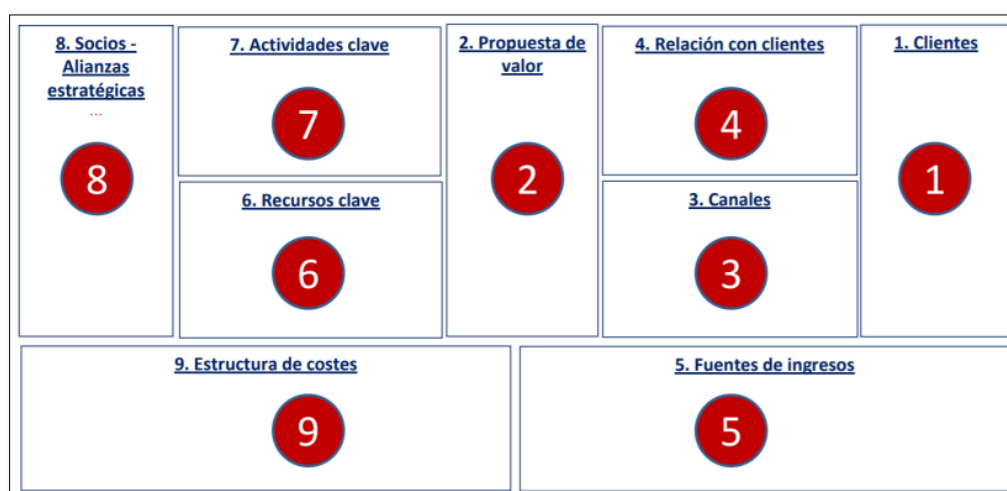 8. Socios -
Alianzas
estratégicas
...
8
7. Actividades clave
7
6. Recursos clave
6
2. Propuesta de
valor
2
4. Relación con clientes
4
3. Canales
3
1. Clientes
1
9. Estructura de costes
9
5. Fuentes de ingresos
5